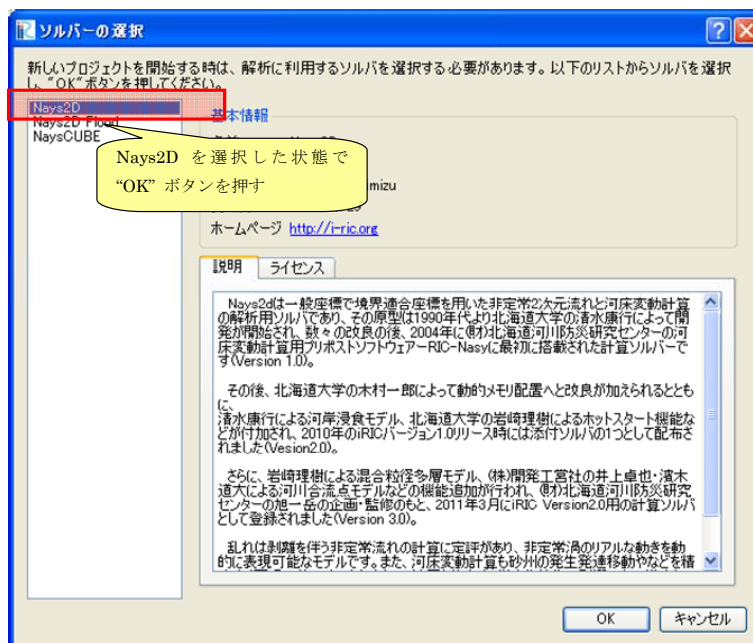 ソルバーの選択
新しいプロジェクトを開始する時は、解析に利用するソルバを選択する必要があります。以下のリストからソルバを選択
し、"OK"ボタンを押してください。
Nays2D
Nays2D Flood
NaysCUBE
基本情報
Nays2D を選択した状態で
“OK” ボタンを押す
imizu
ホームページ http://i-ric.org
説明
ライセンス
Nays2dは一般座標で境界適合座標を用いた非定常2次元流れと河床変動計算
の解析用ソルバであり、その原型は1990年代より北海道大学の清水康行によって開
発が開始され、数々の改良の後、2004年に(財)北海道河川防災研究センターの河
床変動計算用プリポストソフトウェアーRIC-Nasyに最初に搭載された計算ソルバーで
す(Version 1.0)。
その後、北海道大学の木村一郎によって動的メモリ配置へと改良が加えられるととも
に、
清水康行による河岸浸食モデル、北海道大学の岩崎理樹によるホットスタート機能な
どが付加され、2010年のiRICバージョン1.0リリース時には添付ソルバの1つとして配布さ
れました(Vesion2.0)。
さらに、岩崎理樹による混合粒径多層モデル、(株)開発工営社の井上卓也・濱木
道大による河川合流点モデルなどの機能追加が行われ、(財)北海道河川防災研究
センターの旭一岳の企画・監修のもと、2011年3月にiRIC Version2.0用の計算ソルバ
として登録されました(Version 3.0)。
乱れは剥離を伴う非定常流れの計算に定評があり、非定常渦のリアルな動きを動
的に表現可能なモデルです。また、河床変動計算も砂州の発生発達移動やなどを精
OK
キャンセル